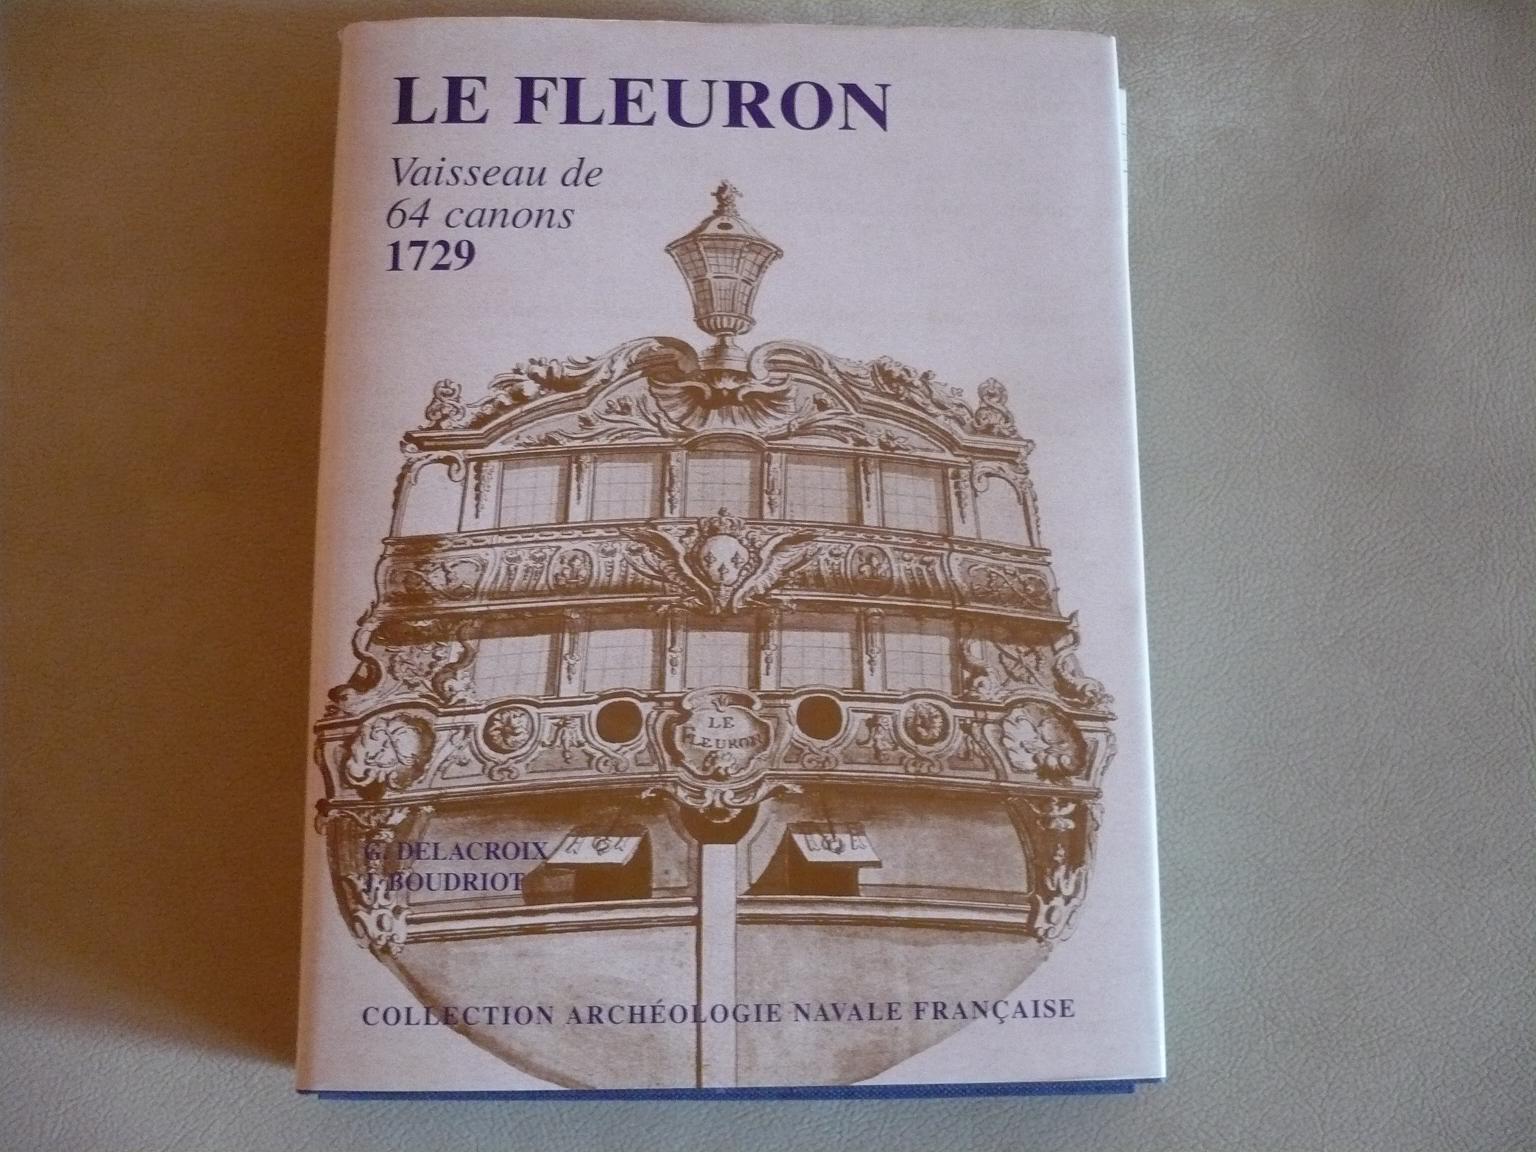 LE FLEURON
Vaisseau de
64 canons
1729
LE
FLEURON
G. DELACROIX
J. BOUDRIOT
COLLECTION ARCHÉOLOGIE NAVALE FRANÇAISE